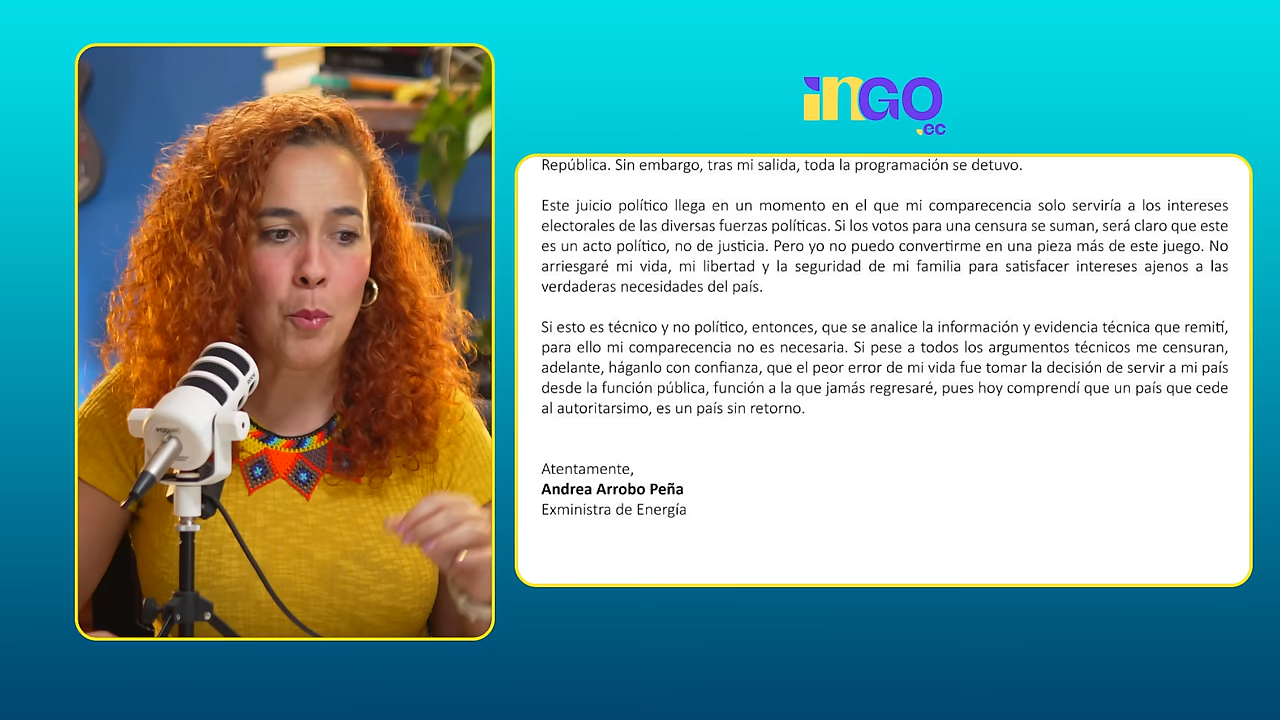 inGO
.ec
República. Sin embargo, tras mi salida, toda la programación se detuvo.
Este juicio político llega en un momento en el que mi comparecencia solo serviría a los intereses
electorales de las diversas fuerzas políticas. Si los votos para una censura se suman, será claro que este
es un acto político, no de justicia. Pero yo no puedo convertirme en una pieza más de este juego. No
arriesgaré mi vida, mi libertad y la seguridad de mi familia para satisfacer intereses ajenos a las
verdaderas necesidades del país.
Si esto es técnico y no político, entonces, que se analice la información y evidencia técnica que remití,
para ello mi comparecencia no es necesaria. Si pese a todos los argumentos técnicos me censuran,
adelante, háganlo con confianza, que el peor error de mi vida fue tomar la decisión de servir a mi país
desde la función pública, función a la que jamás regresaré, pues hoy comprendí que un país que cede
al autoritarsimo, es un país sin retorno.
Atentamente,
Andrea Arrobo Peña
Exministra de Energía